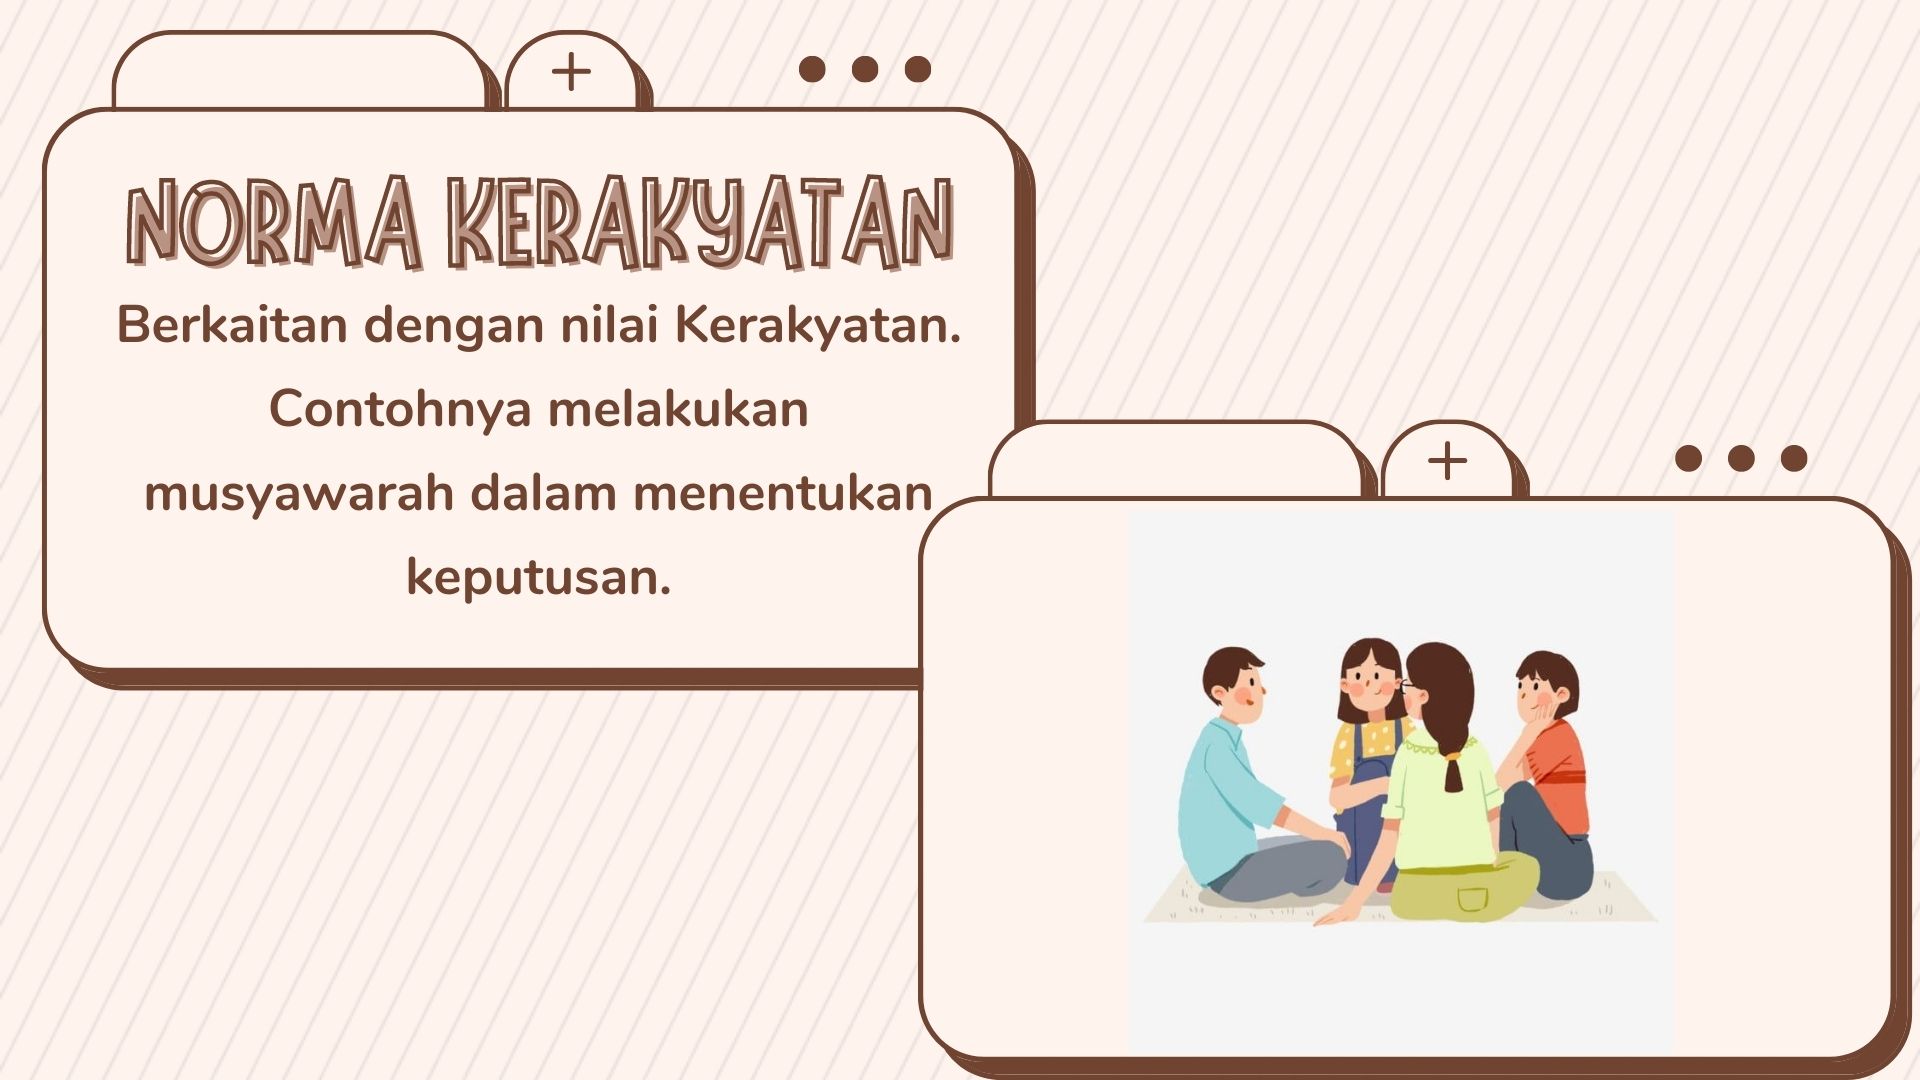 NORMA KERAKYATAN
Berkaitan dengan nilai Kerakyatan.
Contohnya melakukan
musyawarah dalam menentukan
keputusan.